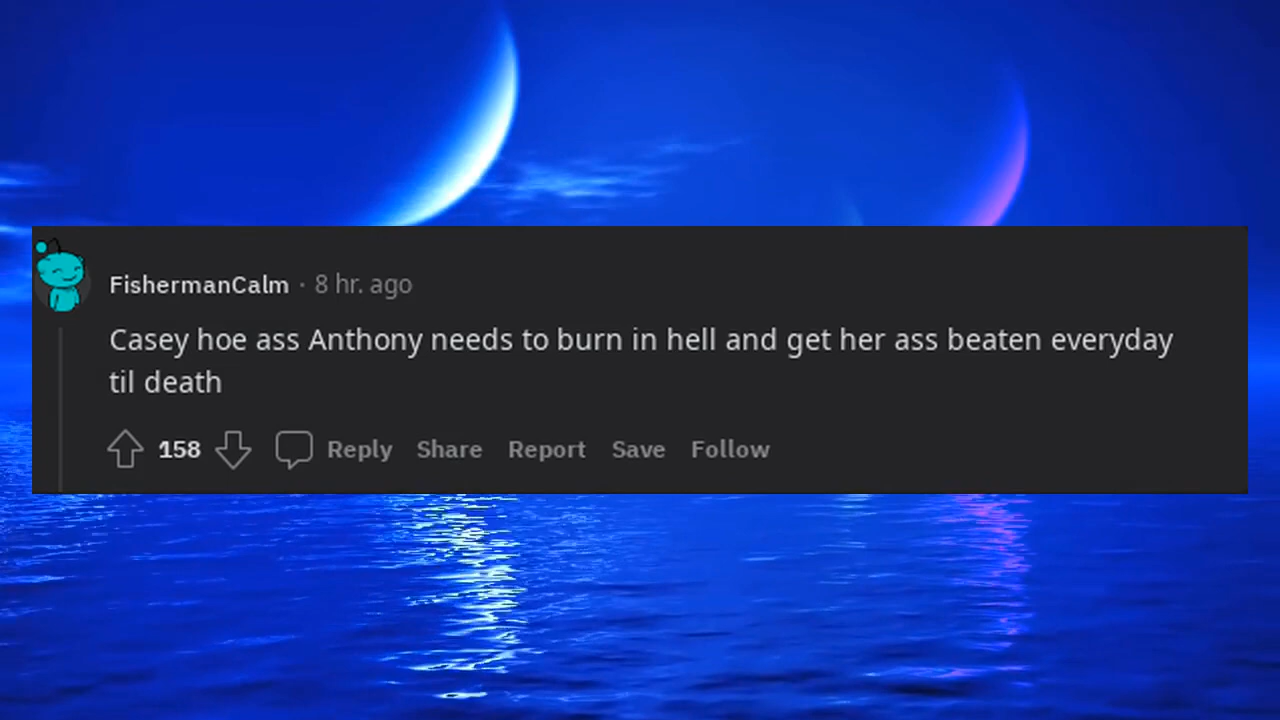 FishermanCalm · 8 hr. ago
Casey hoe ass Anthony needs to burn in hell and get her ass beaten everyday
til death
158 Reply Share Report Save Follow